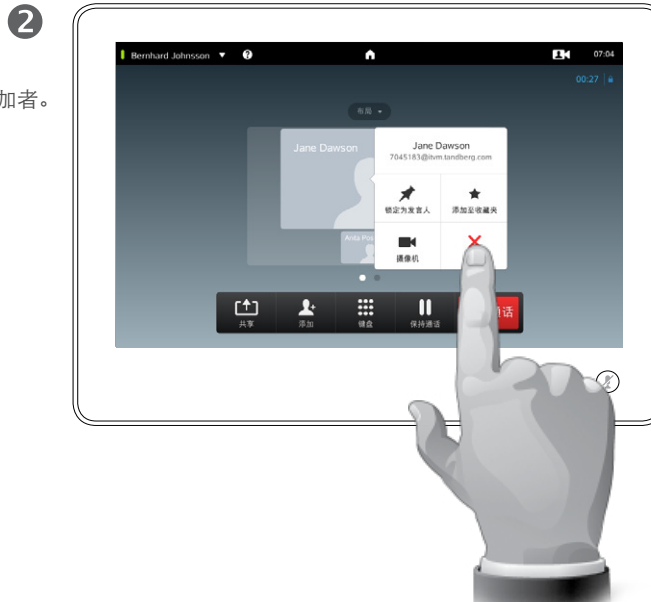 2
加者。
Bernhard Johnsson
07:04
00:27
布局
Jane Dawson
Jane Dawson
7045183@itvm.tandberg.com
锁定为发言人
添加至收藏夹
摄像机
共享
添加
键盘
保持通话
话